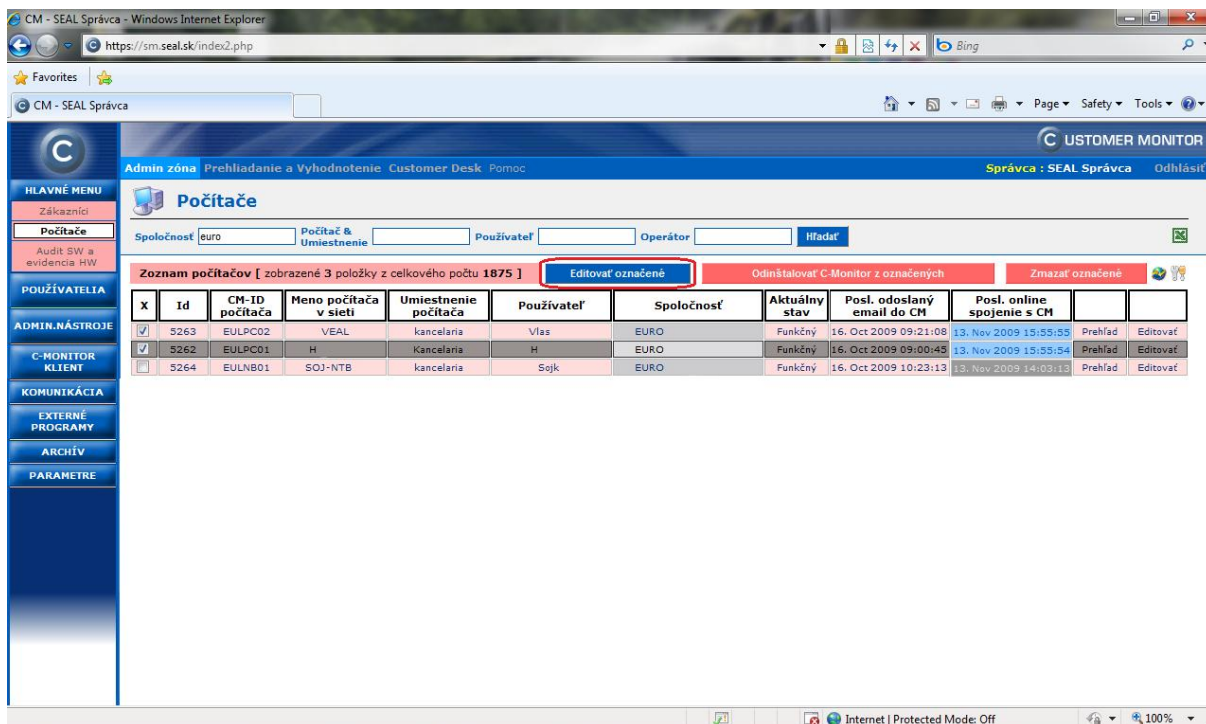 CM - SEAL Správca - Windows Internet Explorer
https://sm.seal.sk/index2.php
Bing
Favorites
CM - SEAL Správca
Page Safety Tools
C
C USTOMER MONITOR
Admin zóna Prehliadanie a Vyhodnotenie Customer Desk Pomoc
Správca : SEAL Správca Odhlásiť
HLAVNÉ MENU
Zákazníci
Počítače
Audit SW a
evidencia HW
POUŽÍVATELIA
ADMIN.NÁSTROJE
C-MONITOR
KLIENT
KOMUNIKÁCIA
EXTERNÉ
PROGRAMY
ARCHÍV
PARAMETRE
Počítače
Spoločnosť euro Počítač & Umiestnenie Používateľ Operátor Hľadať
Zoznam počítačov [ zobrazené 3 položky z celkového počtu 1875 ] Editovať označené Odinštalovať C-Monitor z označených Zmazať označené
X Id CM-ID počítača Meno počítača v sieti Umiestnenie počítača Používateľ Spoločnosť Aktuálny stav Posl. odoslaný email do CM Posl. online spojenie s CM
5263 EULPC02 VEAL kancelaria Vlas EURO Funkčný 16. Oct 2009 09:21:08 13. Nov 2009 15:55:55 Prehľad Editovať
5262 EULPC01 H Kancelaria H EURO Funkčný 16. Oct 2009 09:00:45 13. Nov 2009 15:55:54 Prehľad Editovať
5264 EULNB01 SOJ-NTB kancelaria Sojk EURO Funkčný 16. Oct 2009 10:23:13 13. Nov 2009 14:03:13 Prehľad Editovať
Internet | Protected Mode: Off 100%